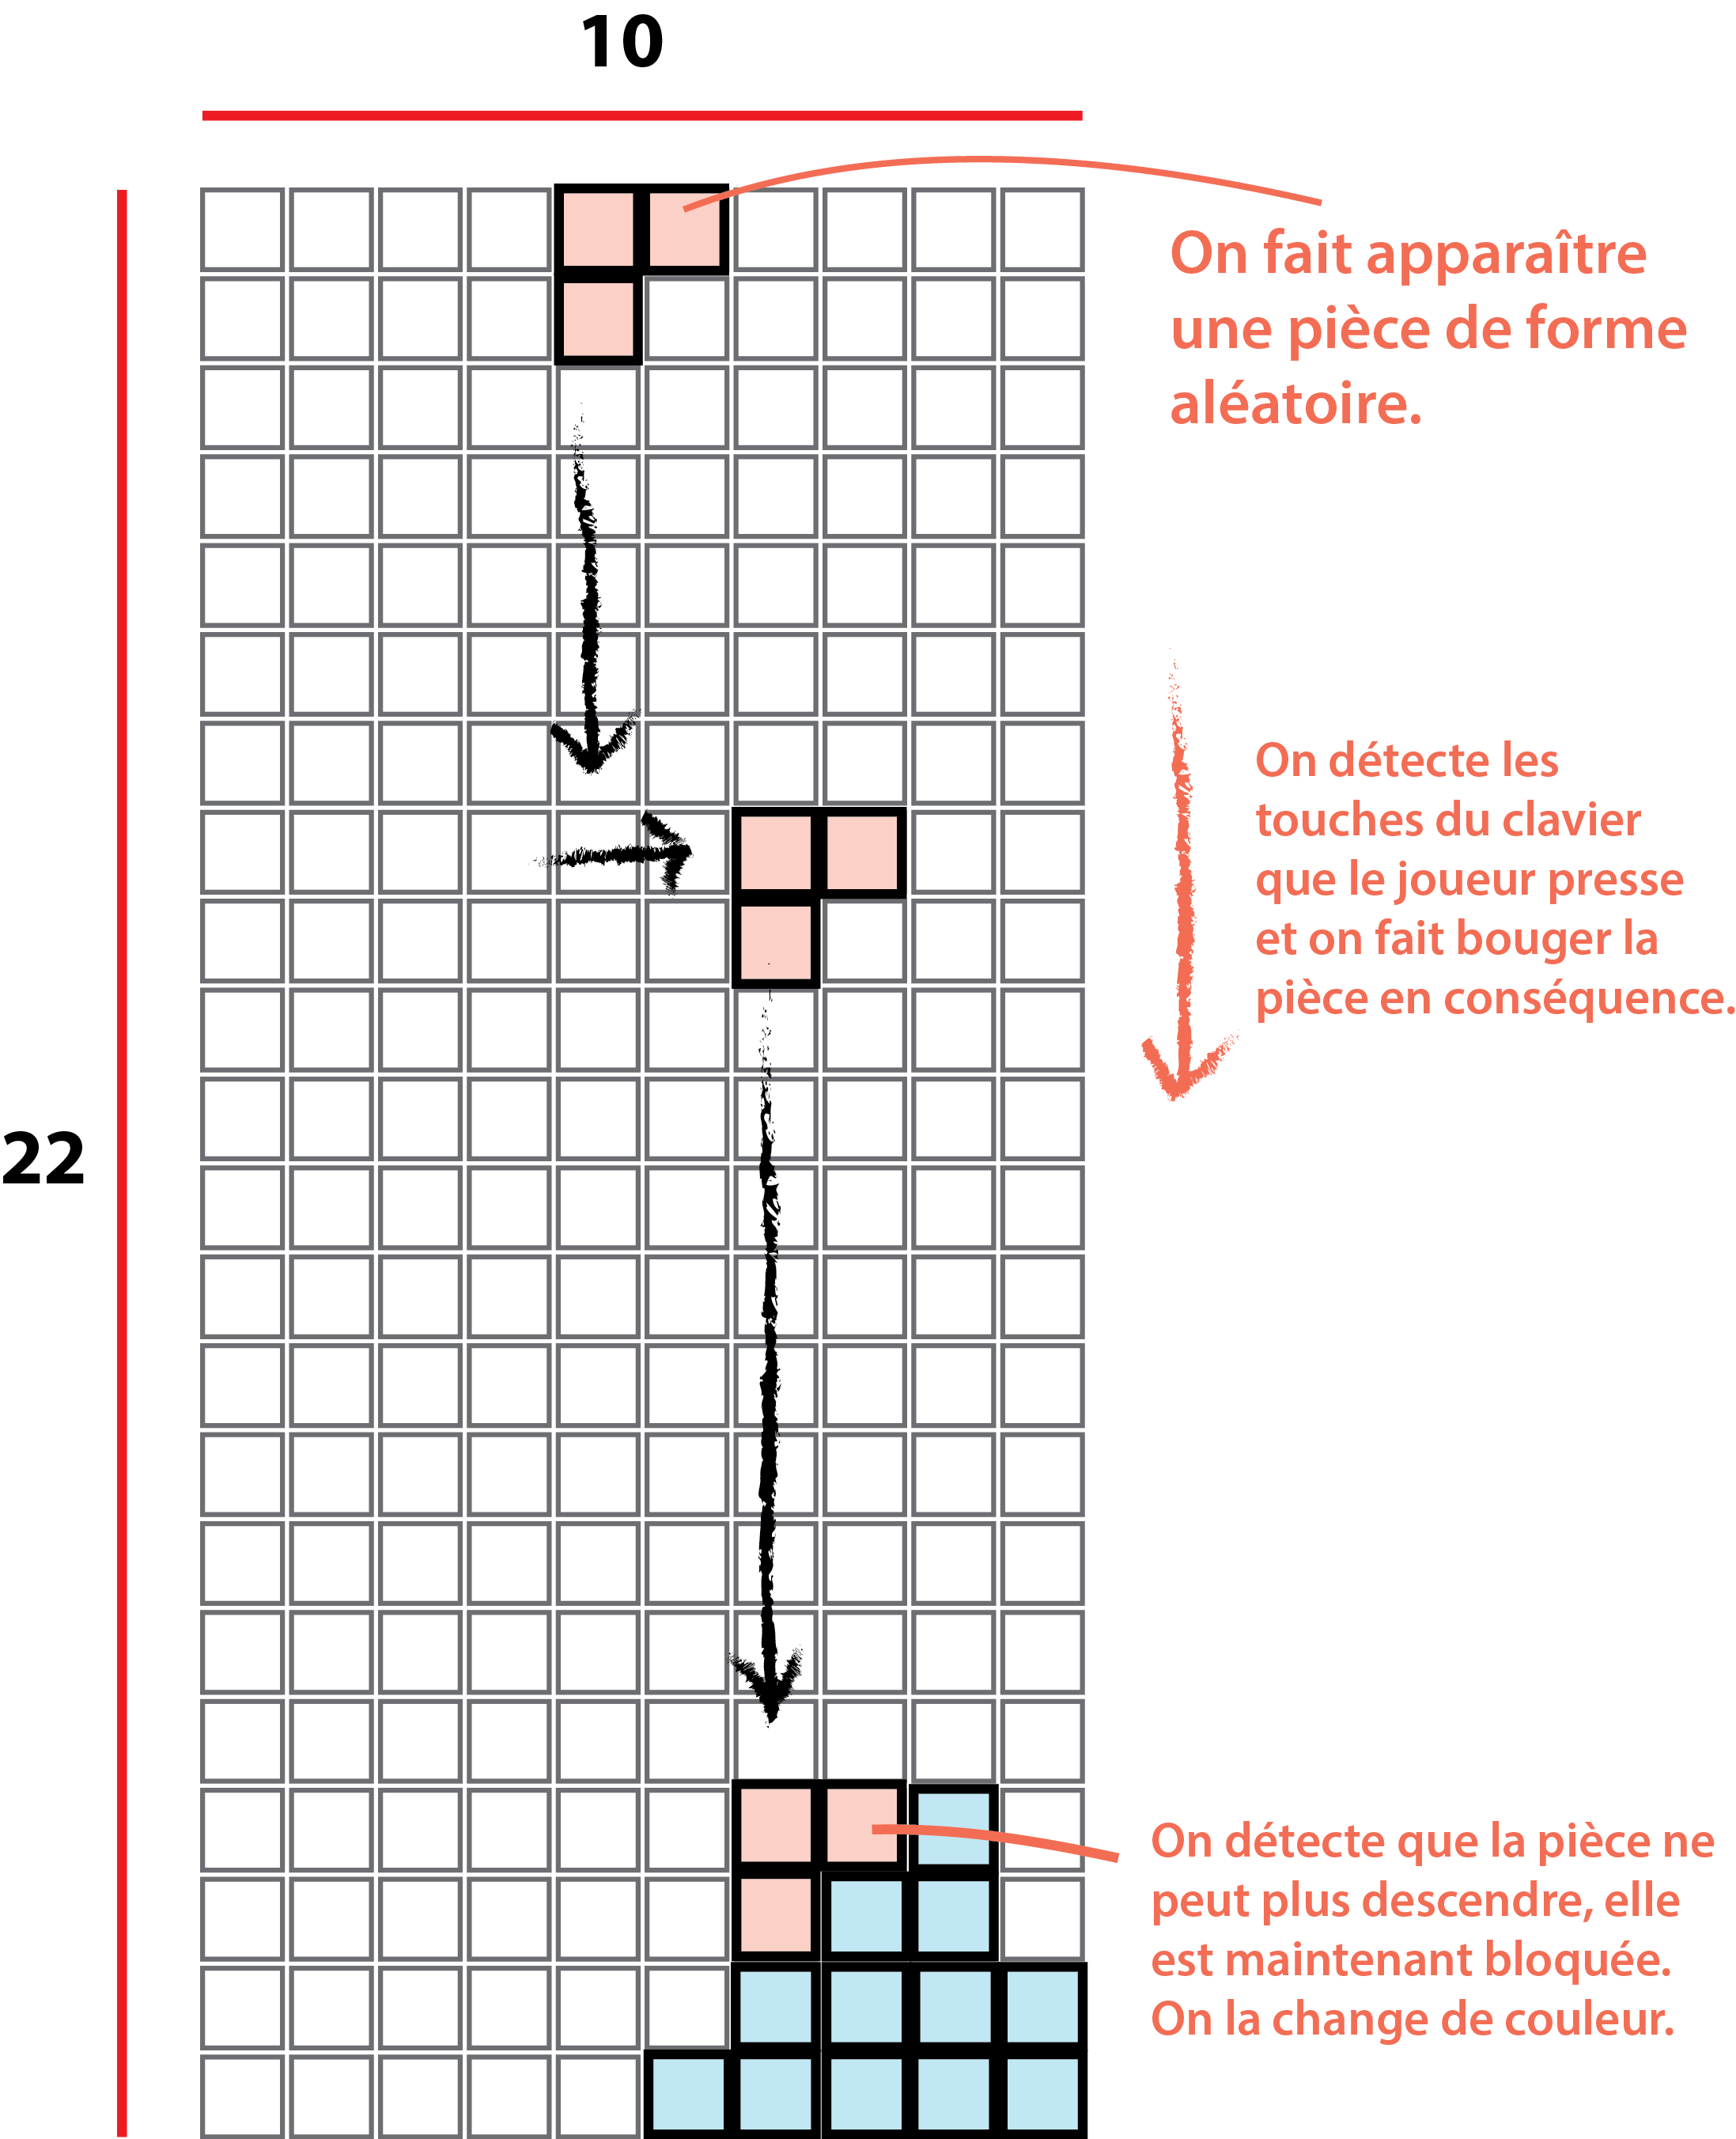 10
On fait apparaître
une pièce de forme
aléatoire.
On détecte les
touches du clavier
que le joueur presse
et on fait bouger la
pièce en conséquence.
22
On détecte que la pièce ne
peut plus descendre, elle
est maintenant bloquée.
On la change de couleur.